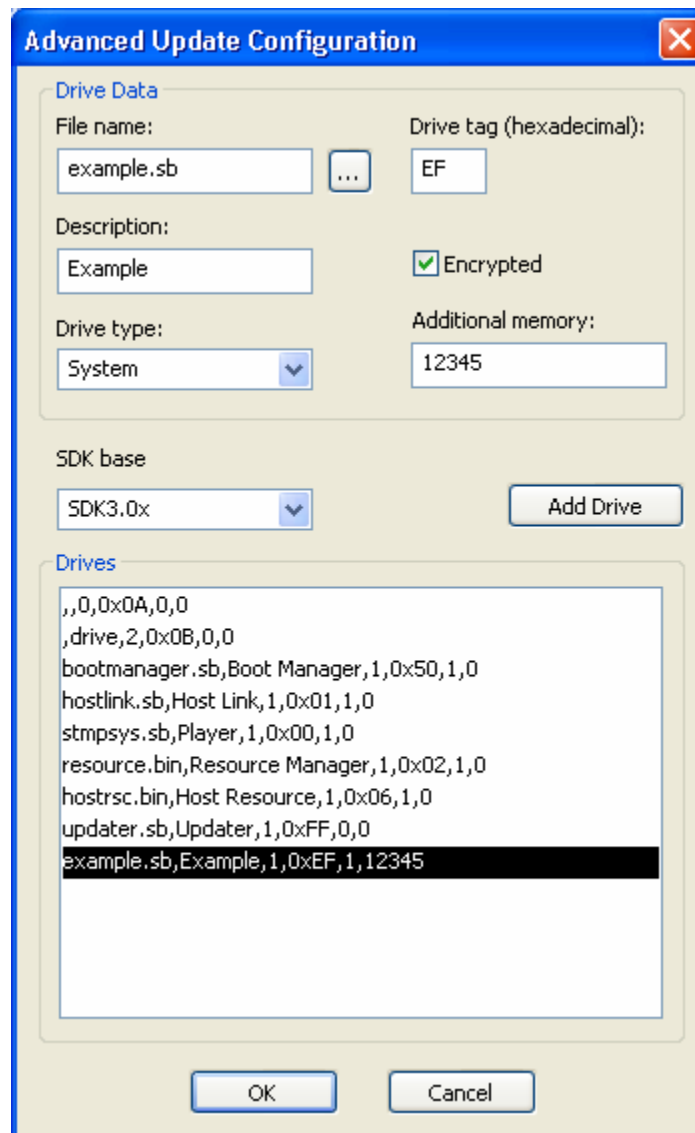 Advanced Update Configuration
Drive Data
File name:
Drive tag (hexadecimal):
example.sb
...
EF
Description:
Example
Encrypted
Drive type:
Additional memory:
System
12345
SDK base
SDK3.0x
Add Drive
Drives
,,0,0x0A,0,0
,drive,2,0x0B,0,0
bootmanager.sb,Boot Manager,1,0x50,1,0
hostlink.sb,Host Link,1,0x01,1,0
stmpsys.sb,Player,1,0x00,1,0
resource.bin,Resource Manager,1,0x02,1,0
hostrsc.bin,Host Resource,1,0x06,1,0
updater.sb,Updater,1,0xFF,0,0
example.sb,Example,1,0xEF,1,12345
OK
Cancel